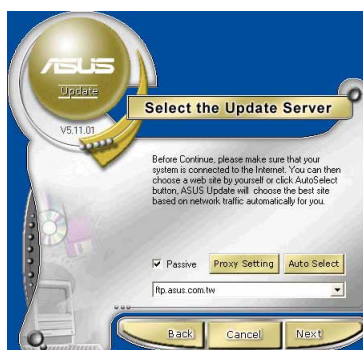 ASUS
Update
V5.11.01
Select the Update Server
Before Continue, please make sure that your
system is connected to the Internet. You can then
choose a web site by yourself or click AutoSelect
button, ASUS Update will choose the best site
based on network traffic automatically for you.
Passive
Proxy Setting
Auto Select
ftp.asus.com.tw
Back
Cancel
Next